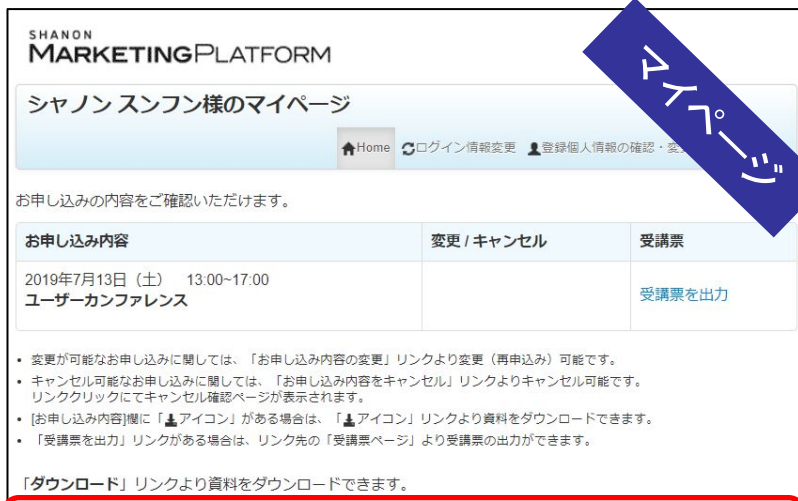 SHANON
MARKETINGPLATFORM
マイページ
シャノン スンフン様のマイページ
Home ログイン情報変更 登録個人情報の確認・変
お申し込みの内容をご確認いただけます。
お申し込み内容 変更 / キャンセル 受講票
2019年7月13日（土） 13:00~17:00
ユーザーカンファレンス
受講票を出力
• 変更が可能なお申し込みに関しては、「お申し込み内容の変更」リンクより変更（再申込み）可能です。
• キャンセル可能なお申し込みに関しては、「お申し込み内容をキャンセル」リンクよりキャンセル可能です。
リンククリックにてキャンセル確認ページが表示されます。
• [お申し込み内容]欄に「アイコン」がある場合は、「アイコン」リンクより資料をダウンロードできます。
• 「受講票を出力」リンクがある場合は、リンク先の「受講票ページ」より受講票の出力ができます。
「ダウンロード」リンクより資料をダウンロードできます。